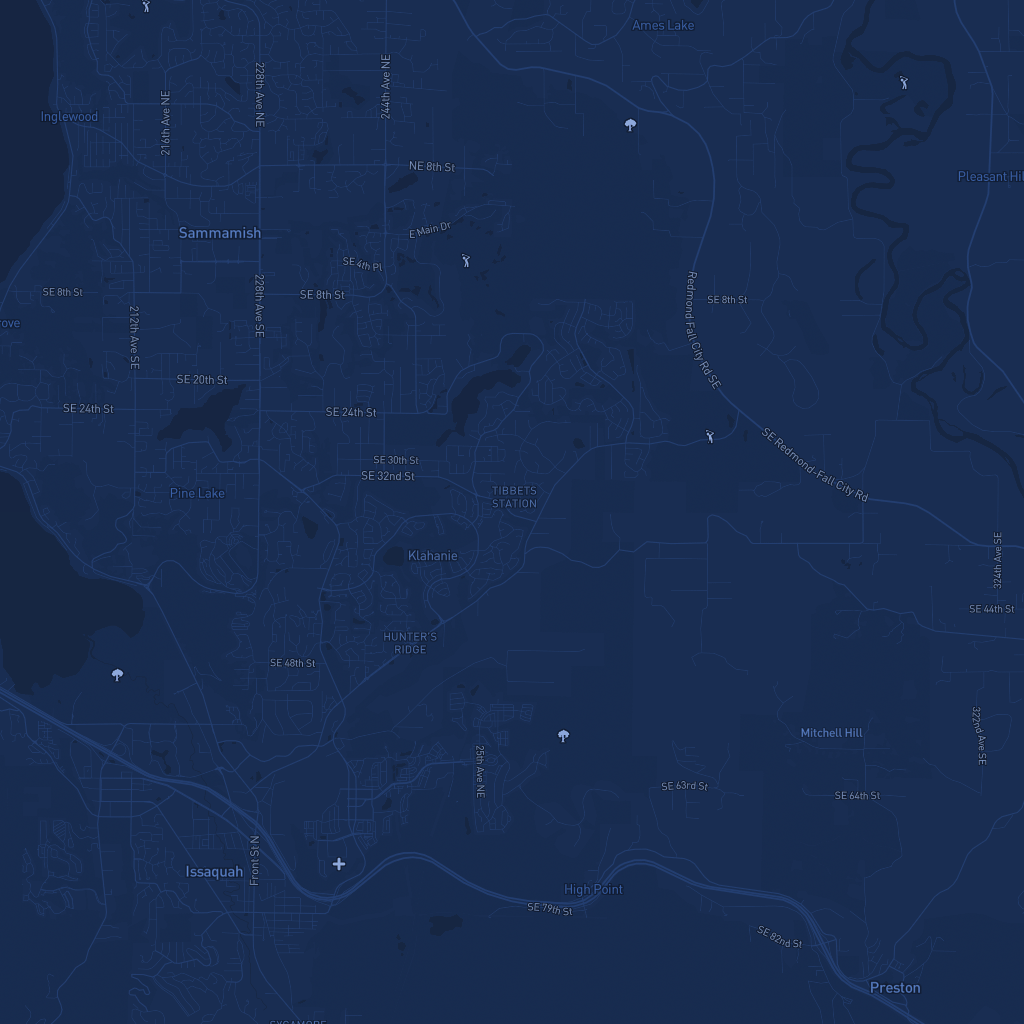 Ames Lake
228th Ave NE
244th Ave NE
216th Ave NE
Inglewood
NE 8th St
Pleasant Hil
Sammamish
E Main Dr
SE 4th Pl
SE 8th St
SE 8th St
SE 8th St
228th Ave SE
212th Ave SE
Redmond-Fall City Rd SE
rove
SE 20th St
SE 24th St
SE 24th St
SE Redmond-Fall City Rd
SE 30th St
SE 32nd St
Pine Lake
TIBBETS
STATION
Klahanie
324th Ave SE
SE 44th St
HUNTER'S
RIDGE
SE 48th St
322nd Ave SE
Mitchell Hill
25th Ave NE
SE 63rd St
SE 64th St
Front St N
Issaquah
High Point
SE 79th St
SE 82nd St
Preston
SYCAMORE